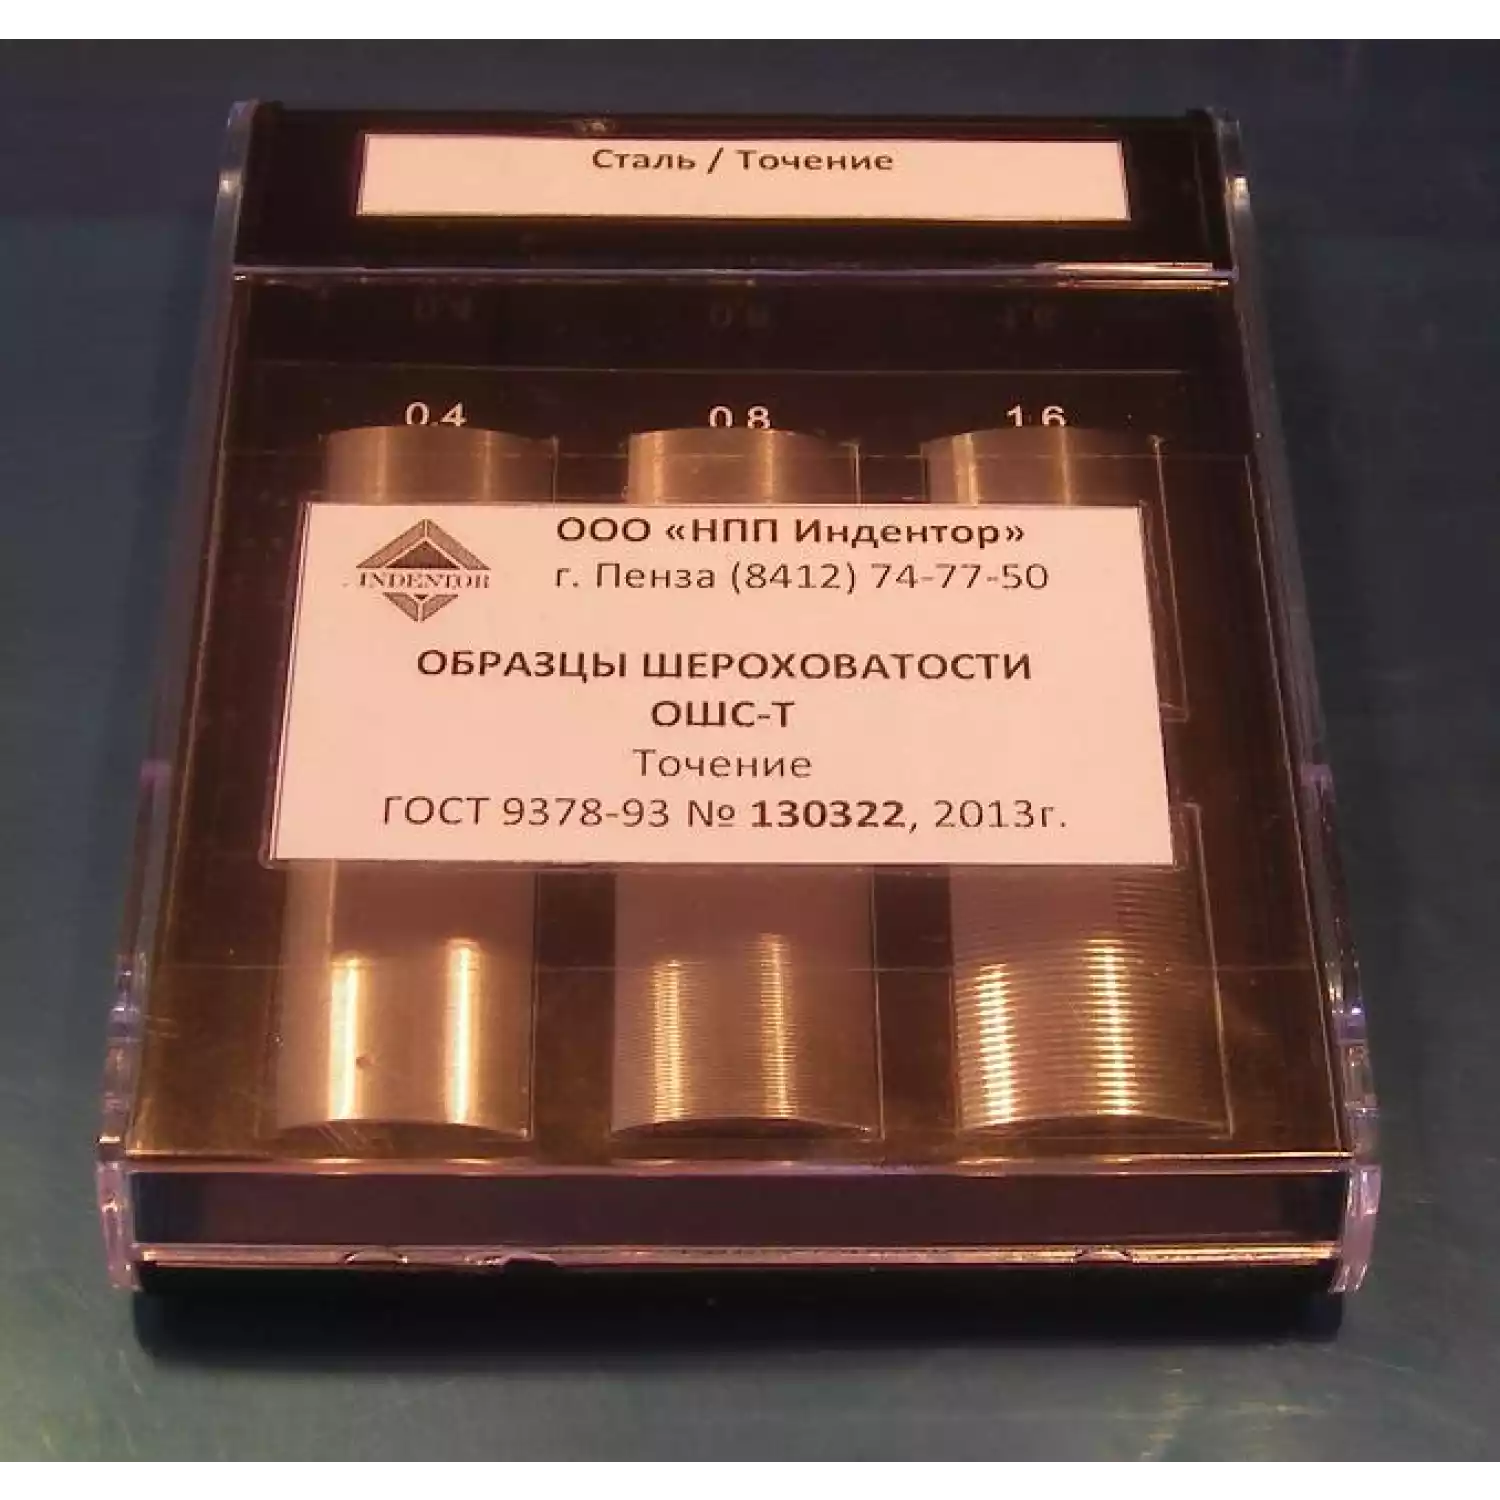 Сталь / Точение
0.4 0.8 1.6
INDENTOR
ООО «НПП Индентор»
г. Пенза (8412) 74-77-50
ОБРАЗЦЫ ШЕРОХОВАТОСТИ
ОШС-Т
Точение
ГОСТ 9378-93 № 130322, 2013г.